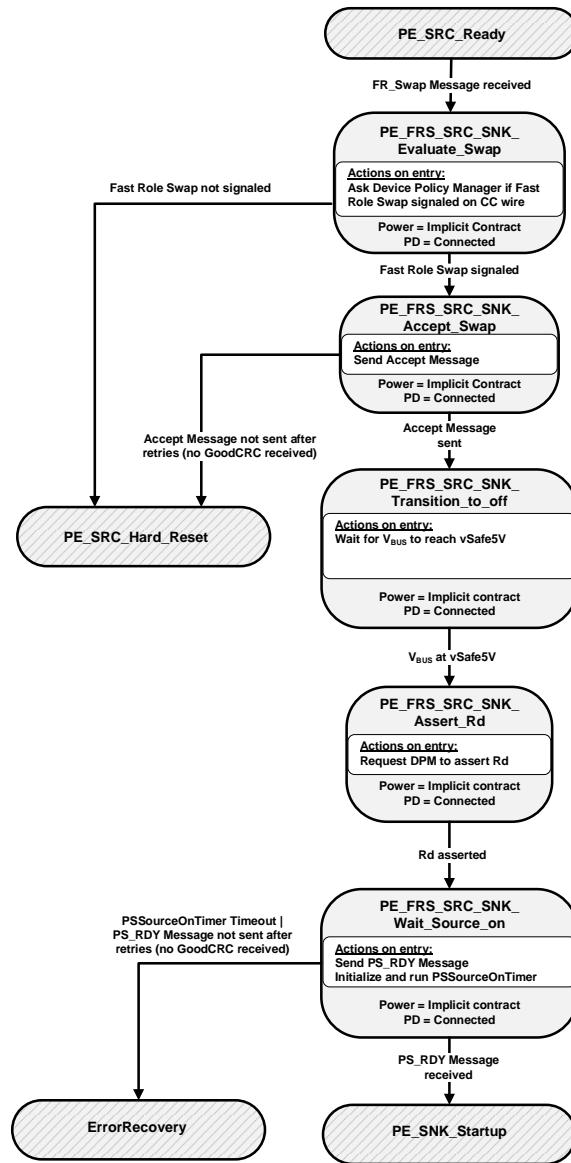 PE_SRC_Ready
FR_Swap Message received
PE_FRS_SRC_SNK_
Evaluate_Swap
Actions on entry:
Ask Device Policy Manager if Fast
Role Swap signaled on CC wire
Power = Implicit Contract
PD = Connected
Fast Role Swap not signaled
Fast Role Swap signaled
PE_FRS_SRC_SNK_
Accept_Swap
Actions on entry:
Send Accept Message
Power = Implicit Contract
PD = Connected
Accept Message not sent after
retries (no GoodCRC received)
Accept Message
sent
PE_SRC_Hard_Reset
PE_FRS_SRC_SNK_
Transition_to_off
Actions on entry:
Wait for VBUS to reach vSafe5V
Power = Implicit contract
PD = Connected
VBUS at vSafe5V
PE_FRS_SRC_SNK_
Assert_Rd
Actions on entry:
Request DPM to assert Rd
Power = Implicit contract
PD = Connected
Rd asserted
PSSourceOnTimer Timeout |
PS_RDY Message not sent after
retries (no GoodCRC received)
PE_FRS_SRC_SNK_
Wait_Source_on
Actions on entry:
Send PS_RDY Message
Initialize and run PSSourceOnTimer
Power = Implicit contract
PD = Connected
PS_RDY Message
received
ErrorRecovery
PE_SNK_Startup